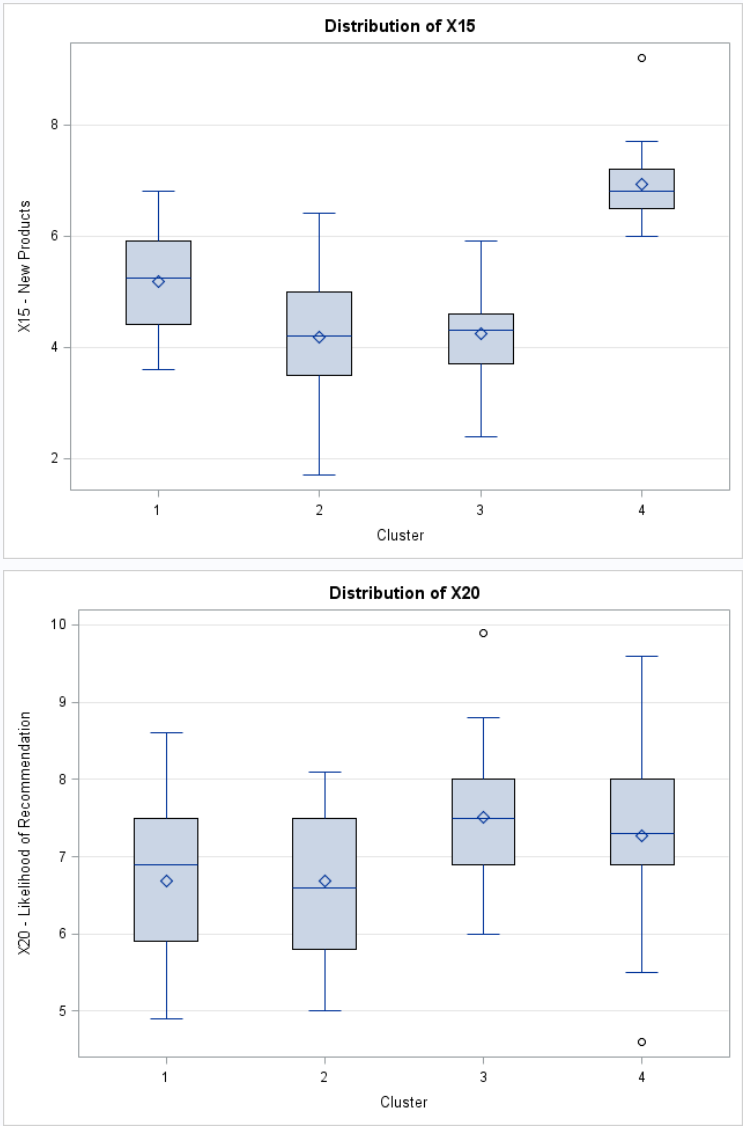 Distribution of X15
X15 - New Products
8
6
4
2
1 2 3 4
Cluster
Distribution of X20
X20 - Likelihood of Recommendation
10
9
8
7
6
5
1 2 3 4
Cluster